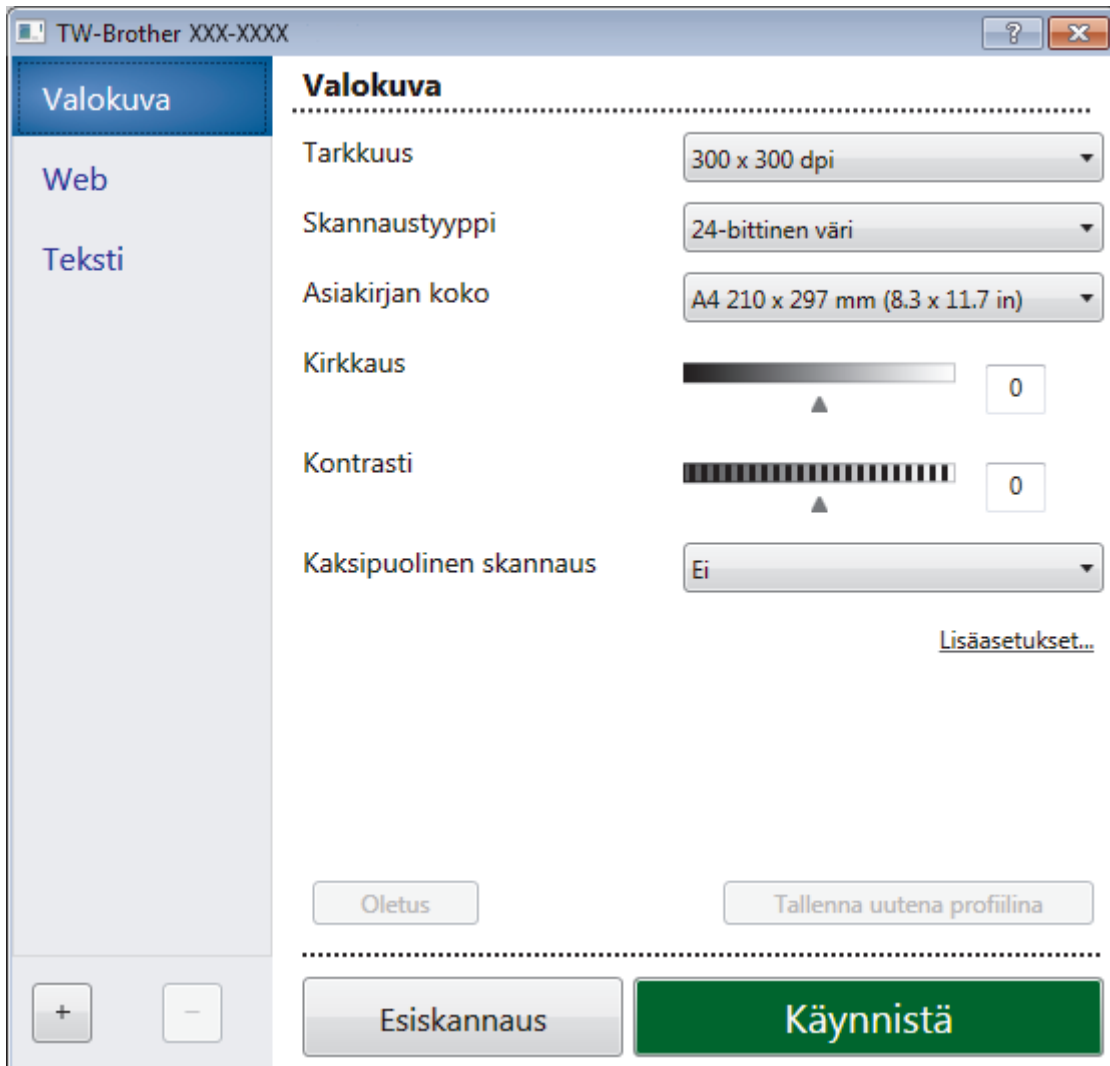 TW-Brother XXX-XXXX
?
Valokuva
Web
Teksti
+
−
Valokuva
Tarkkuus
300 x 300 dpi
Skannaustyyppi
24-bittinen väri
Asiakirjan koko
A4 210 x 297 mm (8.3 x 11.7 in)
Kirkkaus
0
Kontrasti
0
Kaksipuolinen skannaus
Ei
Lisäasetukset...
Oletus
Tallenna uutena profiilina
Esiskannaus
Käynnistä